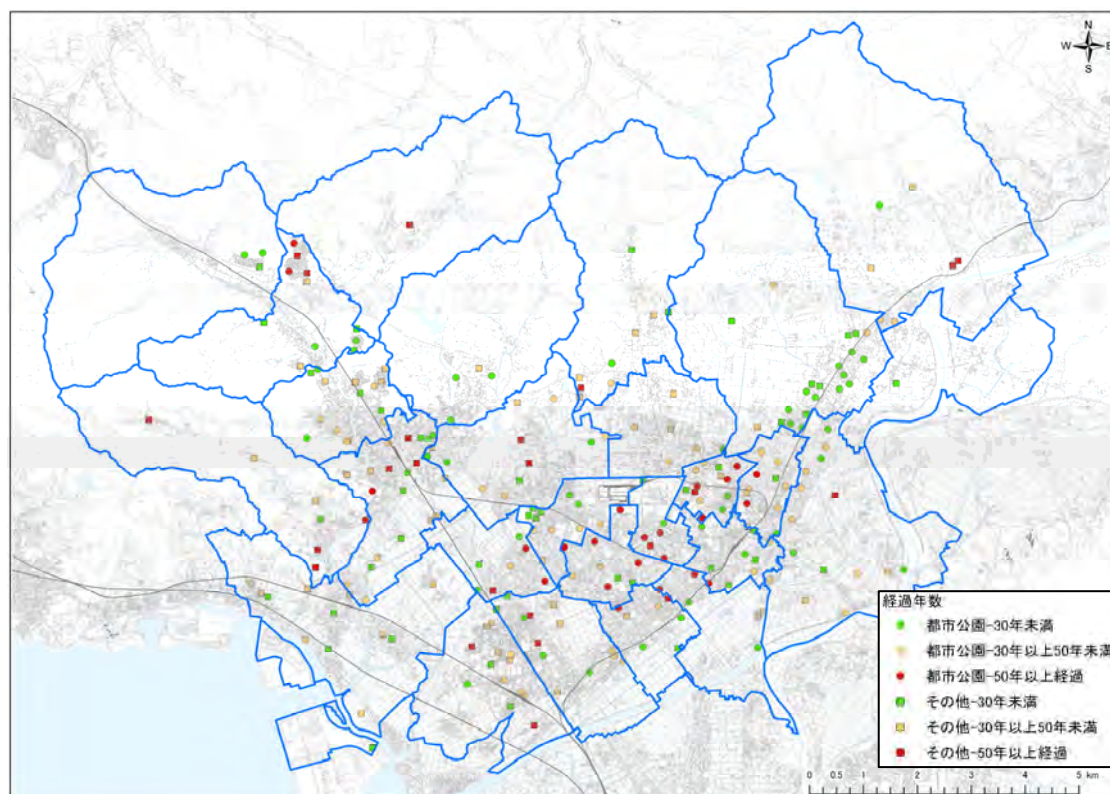 N
W E
S
経過年数
都市公園-30年未満
都市公園-30年以上50年未満
都市公園-50年以上経過
その他-30年未満
その他-30年以上50年未満
その他-50年以上経過
0 0.5 1 2 3 4 5 km